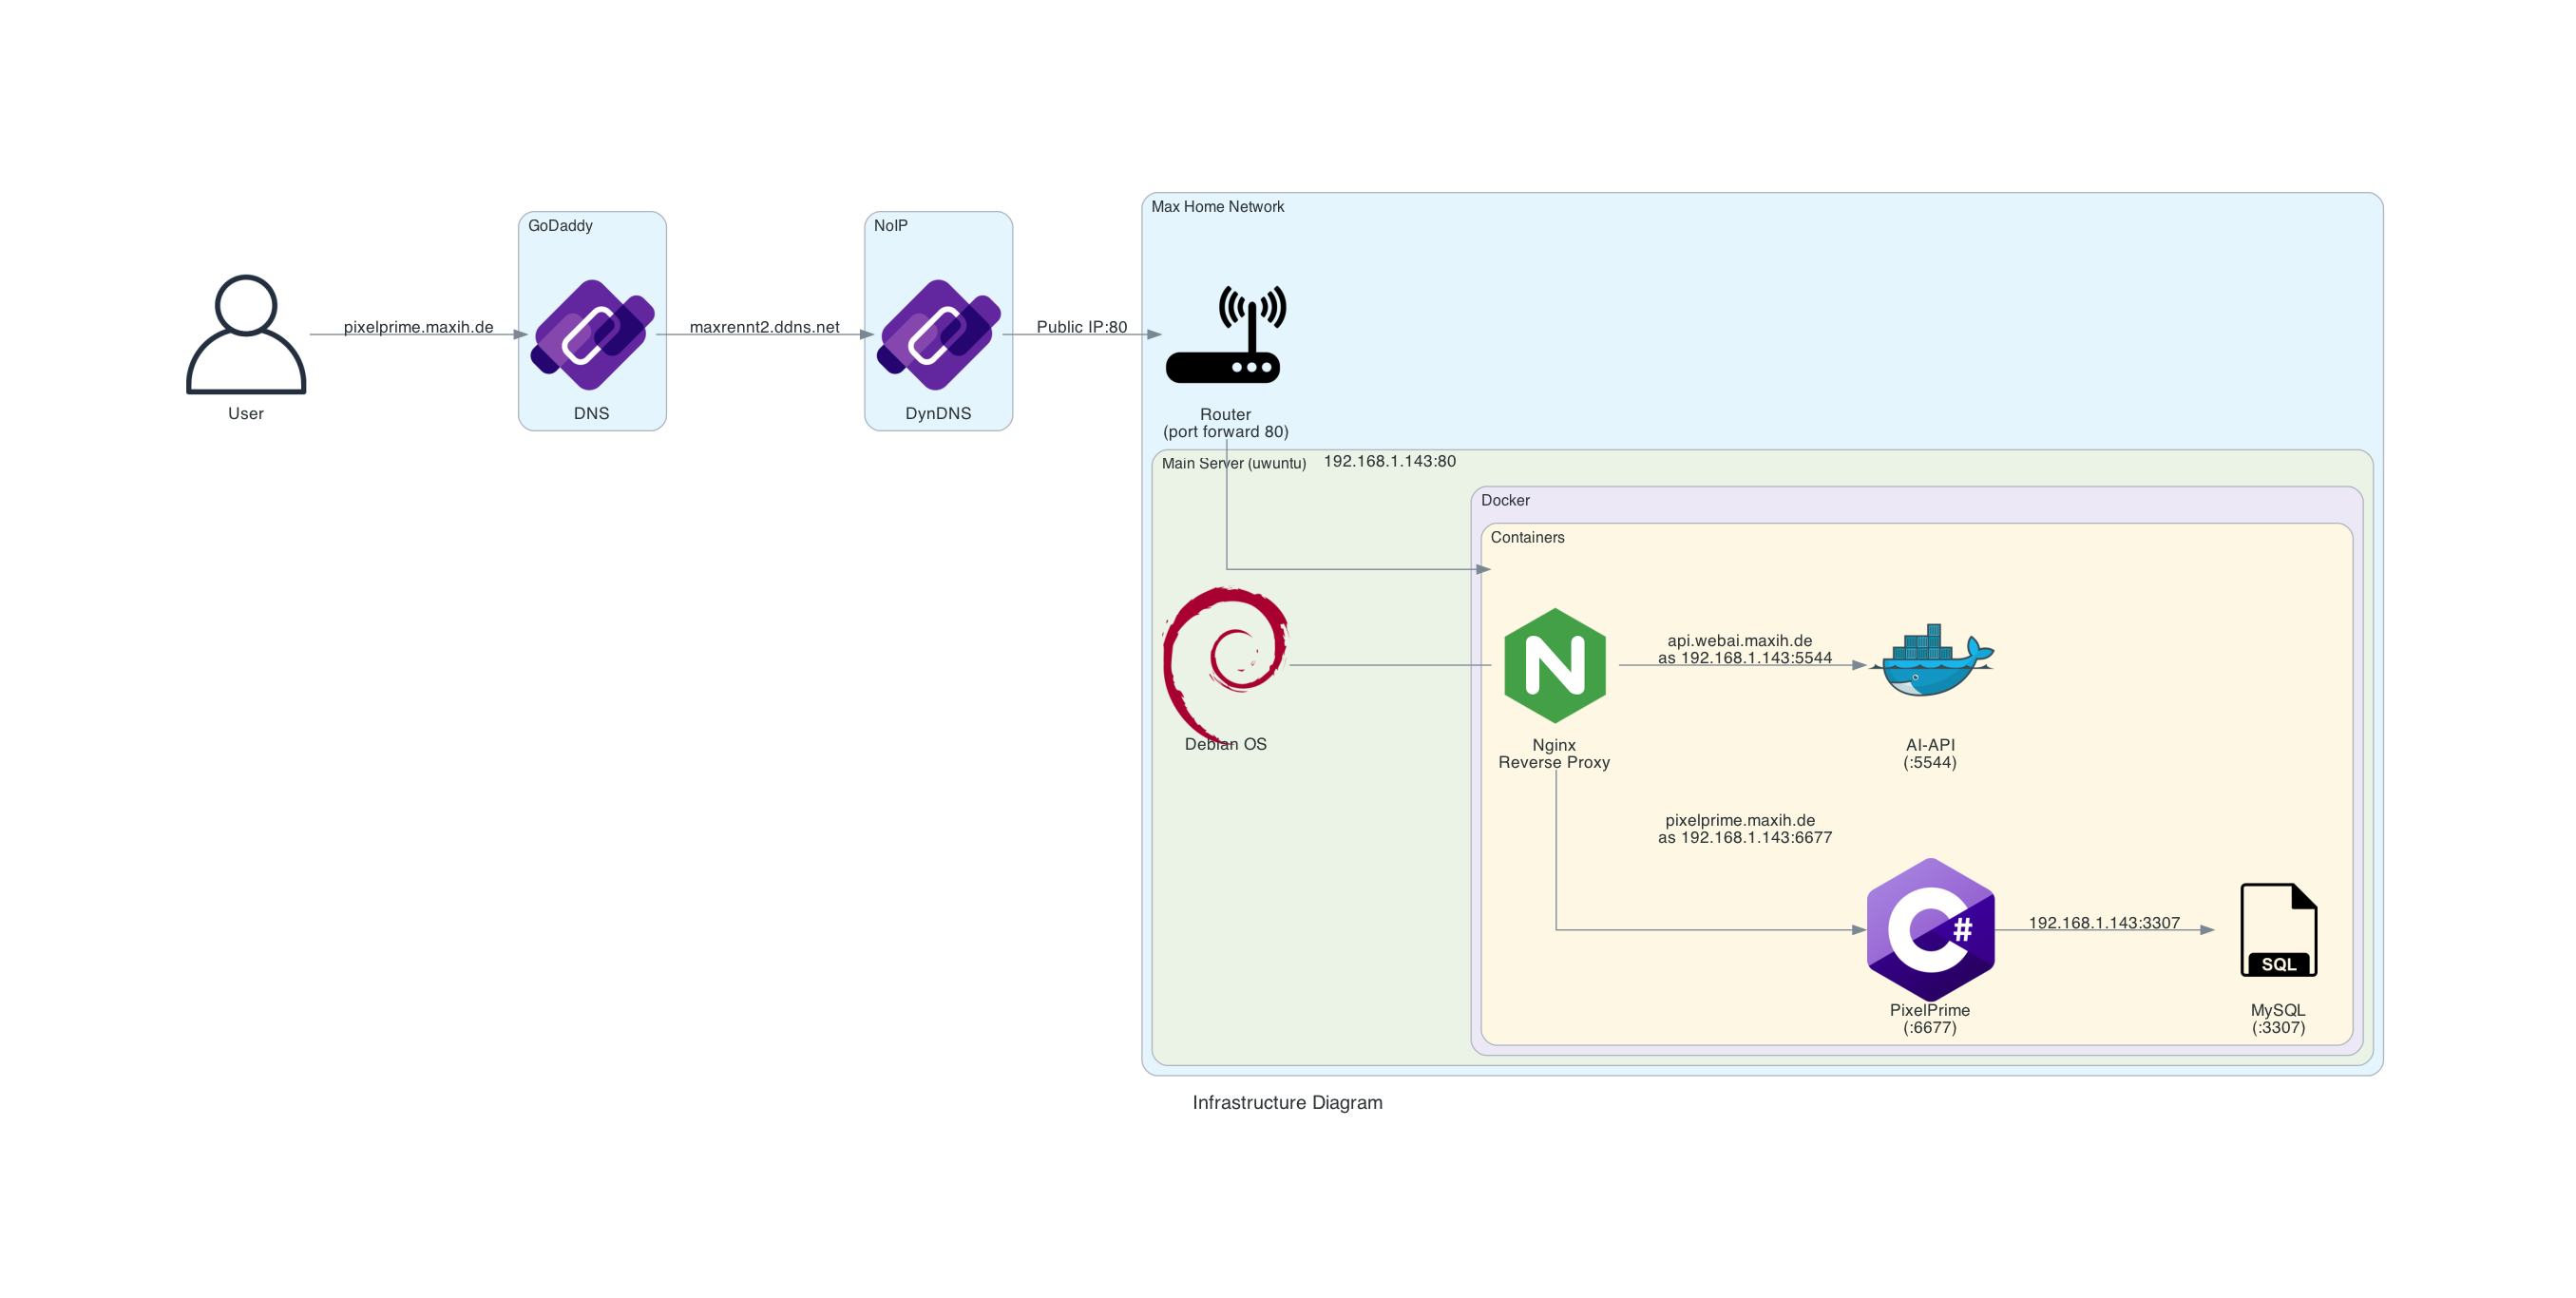 Max Home Network
GoDaddy
NoIP
pixelprime.maxih.de
maxrennt2.ddns.net
Public IP:80
User
DNS
DynDNS
Router
(port forward 80)
Main Server (uwuntu)
192.168.1.143:80
Docker
Containers
api.webai.maxih.de
as 192.168.1.143:5544
Debian OS
Nginx
Reverse Proxy
AI-API
(:5544)
pixelprime.maxih.de
as 192.168.1.143:6677
C#
192.168.1.143:3307
SQL
PixelPrime
(:6677)
MySQL
(:3307)
Infrastructure Diagram